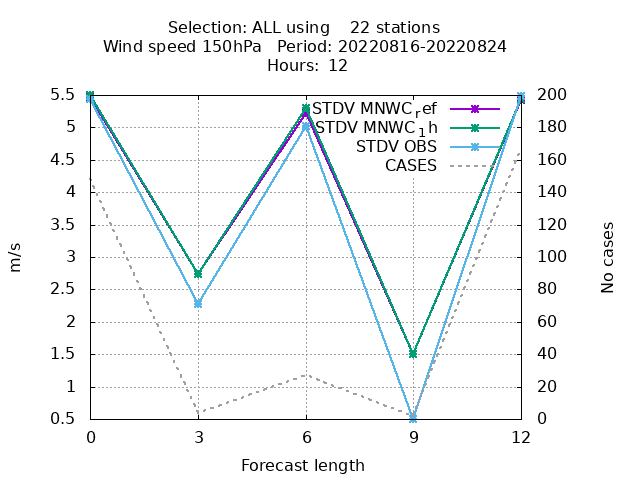 Selection: ALL using    22 stations
Wind speed 150hPa   Period: 20220816-20220824
Hours:  12
5.5
5
4.5
4
3.5
3
2.5
2
1.5
1
0.5
m/s
STDV MNWCref
STDV MNWC1h
STDV OBS
CASES
200
180
160
140
120
100
80
60
40
20
0
No cases
0 3 6 9 12
Forecast length